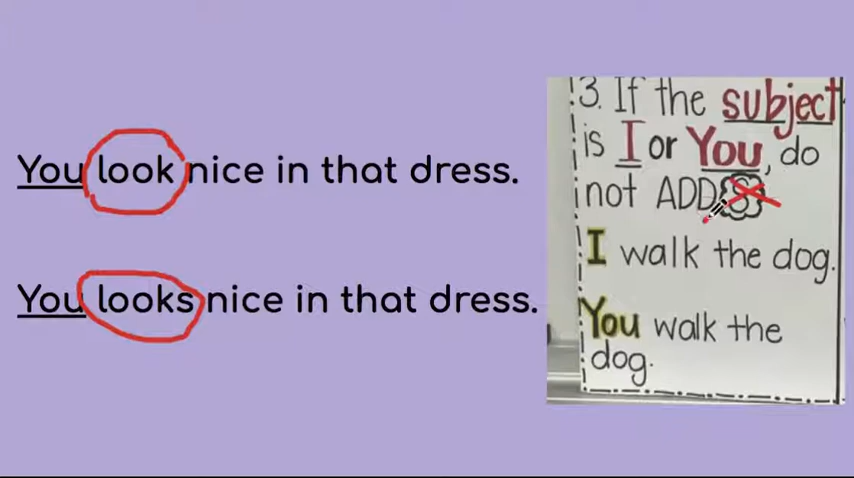 You look nice in that dress.
You looks nice in that dress.
3. If the subject
is I or You, do
not ADD S
I walk the dog.
You walk the
dog.